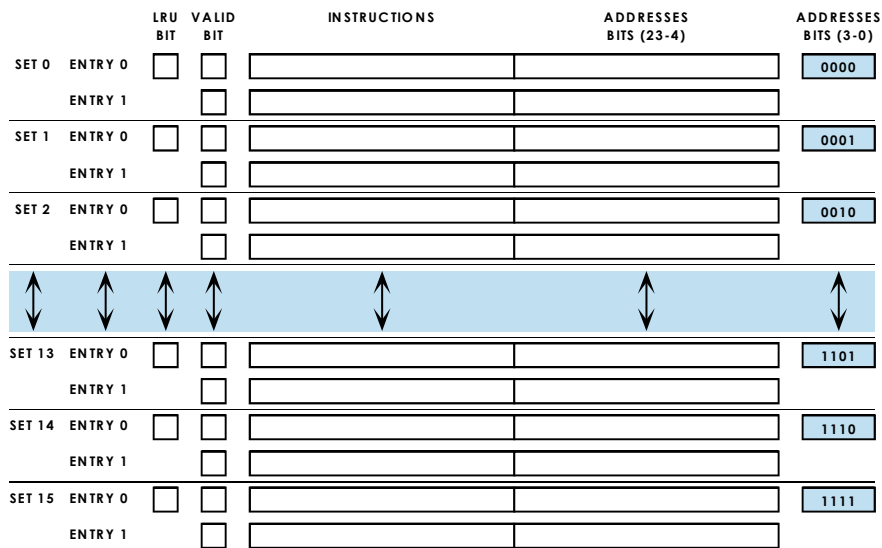 LRU VALID INSTRUCTIONS ADDRESSES ADDRESSES
BIT BIT BITS (23-4) BITS (3-0)
SET 0 ENTRY 0 0000
ENTRY 1
SET 1 ENTRY 0 0001
ENTRY 1
SET 2 ENTRY 0 0010
ENTRY 1
SET 13 ENTRY 0 1101
ENTRY 1
SET 14 ENTRY 0 1110
ENTRY 1
SET 15 ENTRY 0 1111
ENTRY 1